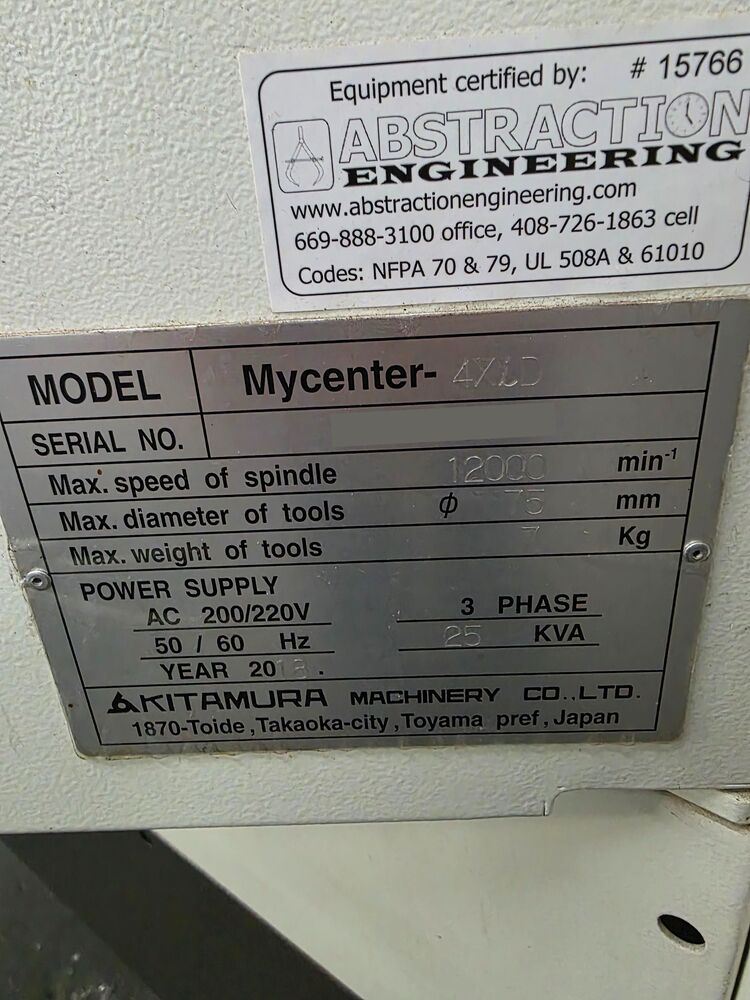 Equipment certified by: # 15766
ABSTRACTION
ENGINEERING
www.abstractionengineering.com
669-888-3100 office, 408-726-1863 cell
Codes: NFPA 70 & 79, UL 508A & 61010
MODEL Mycenter-
SERIAL NO.
Max. speed of spindle 12000 min-1
Max. diameter of tools ϕ 75 mm
Max. weight of tools 7 Kg
POWER SUPPLY
AC 200/220V 3 PHASE
50 / 60 Hz 25 KVA
YEAR 2013.
KITAMURA MACHINERY CO.,LTD.
1870-Toide, Takaoka-city, Toyama pref, Japan